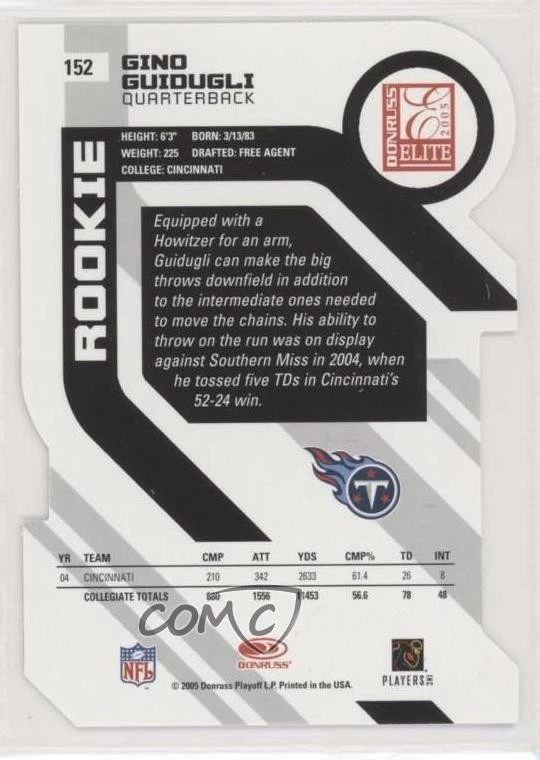 152
GINO
GUIDUGLI
QUARTERBACK
DONRUSS
E
2005
ELITE
HEIGHT: 6'3" BORN: 3/13/83
WEIGHT: 225 DRAFTED: FREE AGENT
COLLEGE: CINCINNATI
ROOKIE
Equipped with a
Howitzer for an arm,
Guidugli can make the big
throws downfield in addition
to the intermediate ones needed
to move the chains. His ability to
throw on the run was on display
against Southern Miss in 2004, when
he tossed five TDs in Cincinnati's
52-24 win.
T
YR TEAM CMP ATT YDS CMP% TD INT
04 CINCINNATI 210 342 2633 61.4 26 8
COLLEGIATE TOTALS 880 1556 11453 56.6 78 48
COMC
NFL
DONRUSS
PLAYERS INC
© 2005 Donruss Playoff L.P. Printed in the USA.